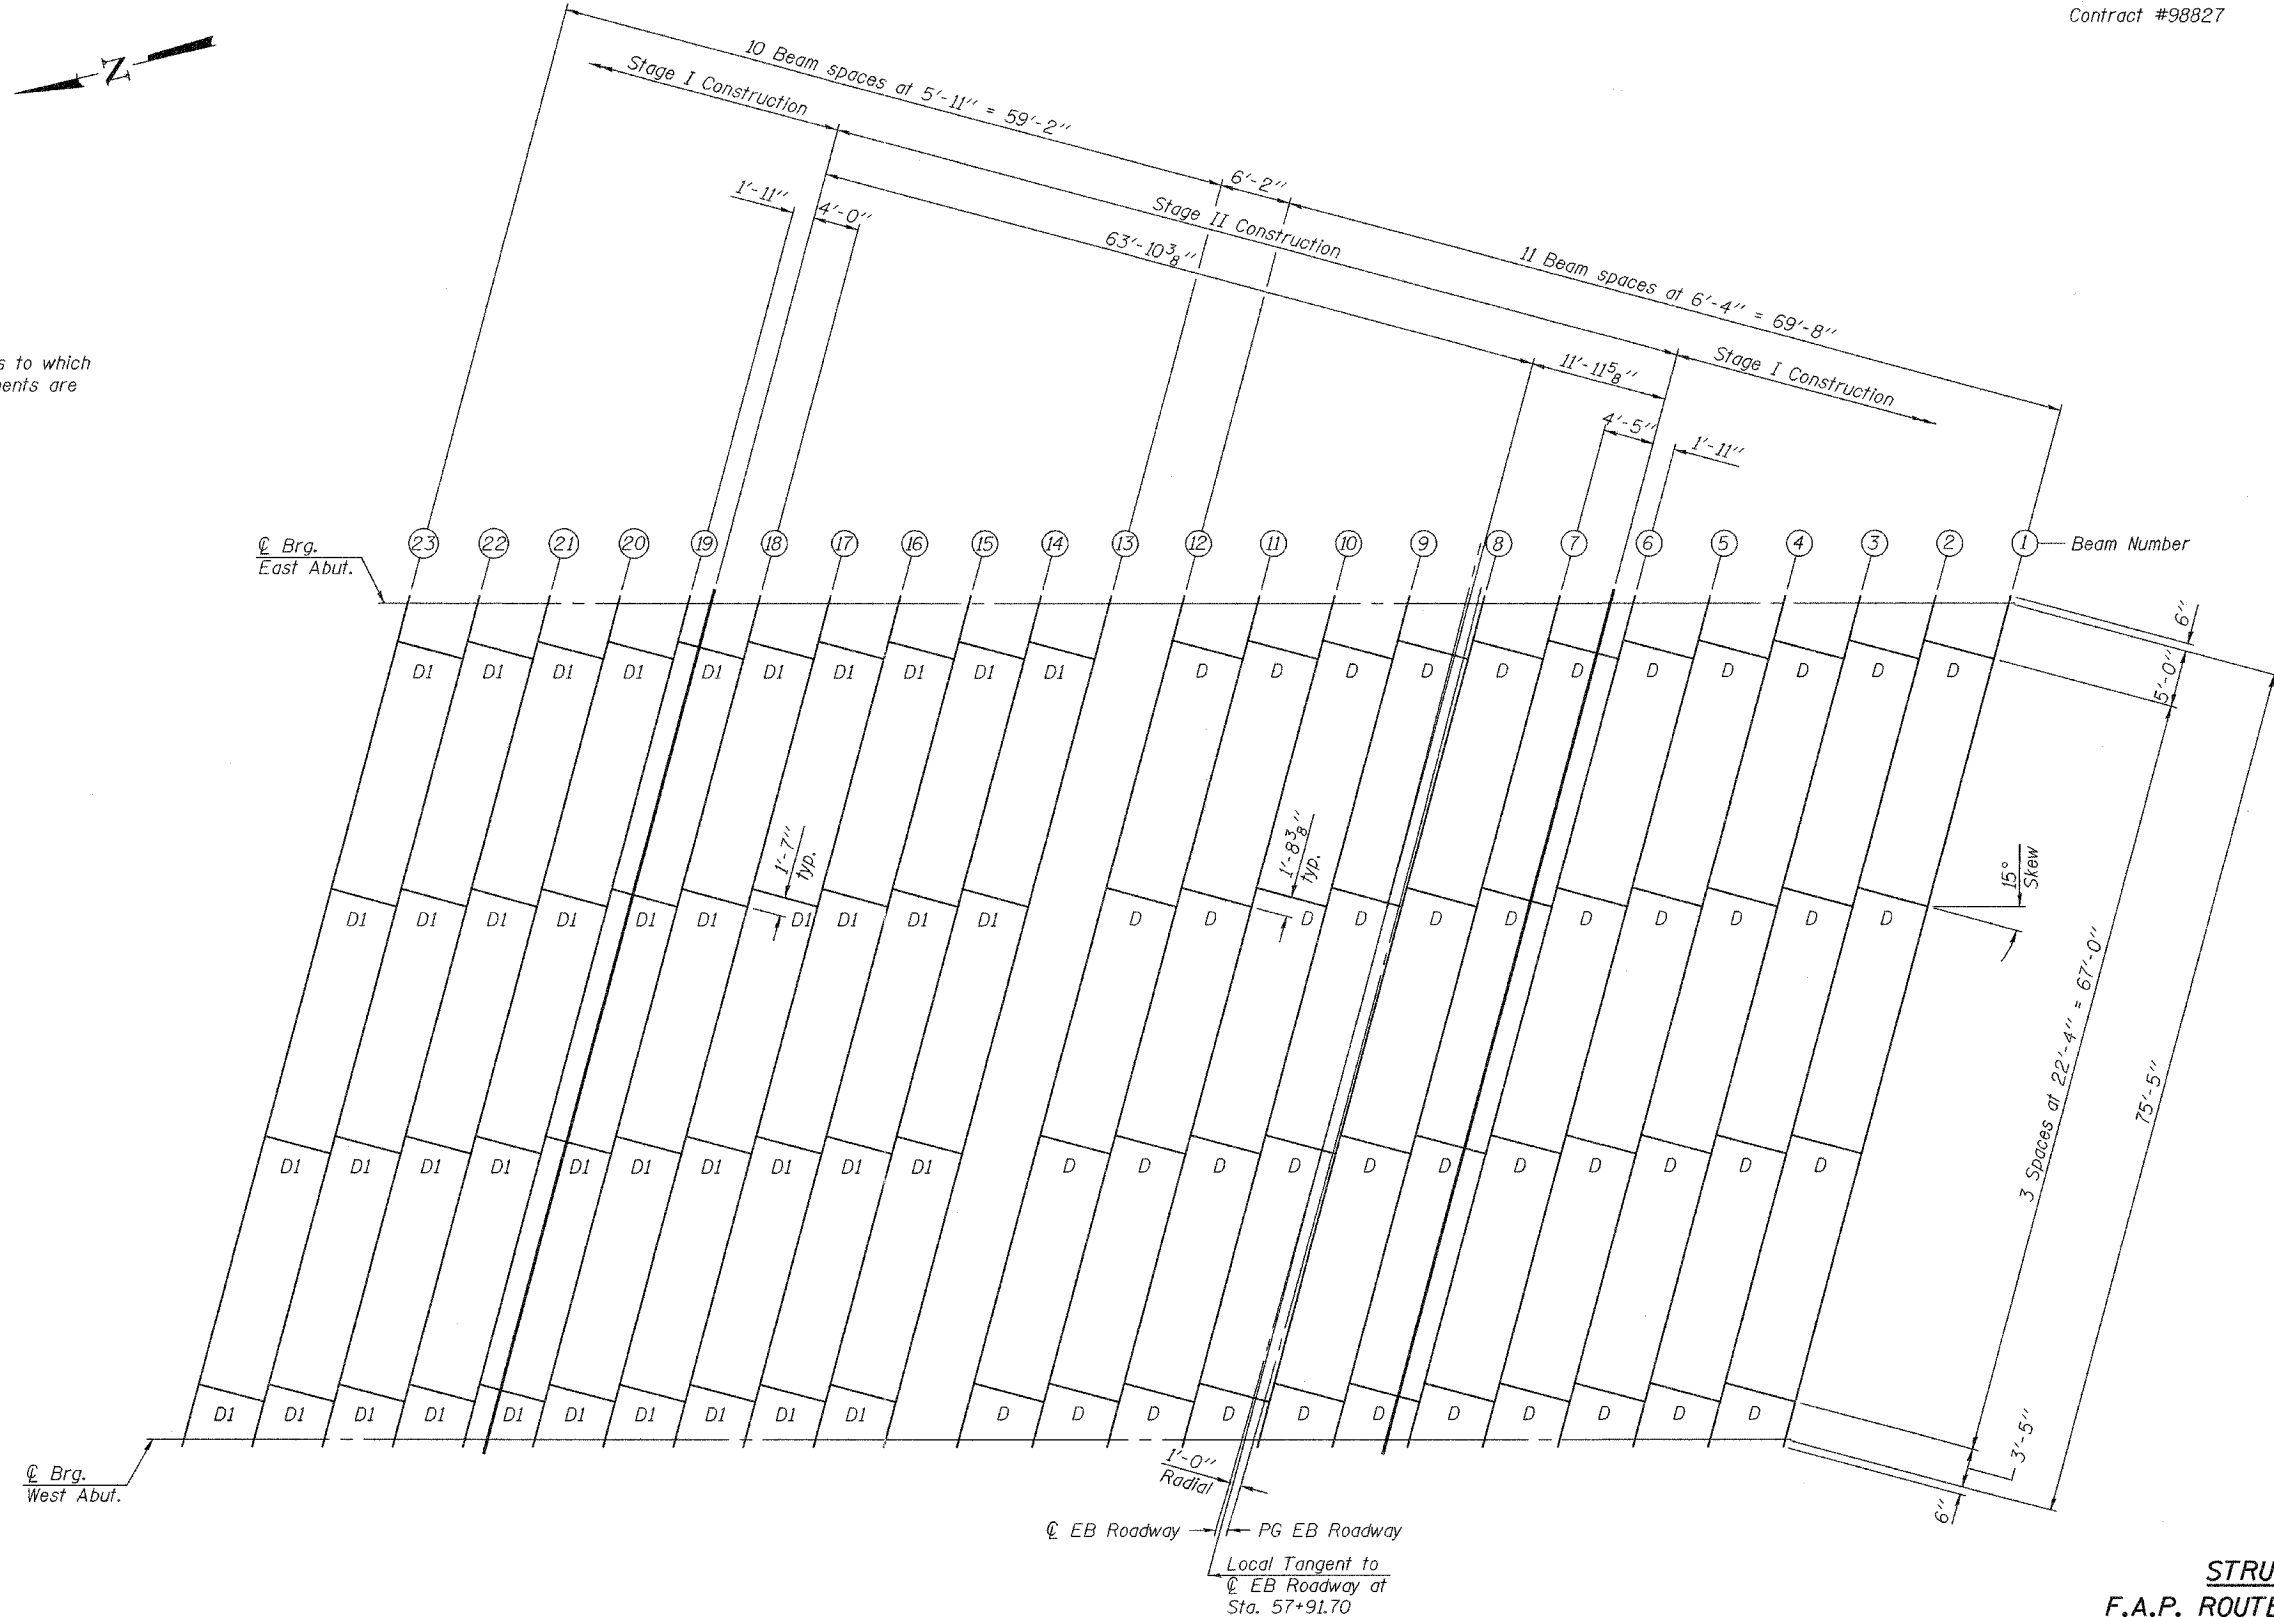 Contract #98827
N
10 Beam spaces at 5'-11" = 59'-2"
Stage I Construction
6'-2"
1'-11"
4'-0"
Stage II Construction
63'-10 3/8"
11 Beam spaces at 6'-4" = 69'-8"
11'-11 5/8"
Stage I Construction
4'-5"
1'-11"
s to which
ents are
℄ Brg.
East Abut.
23 22 21 20 19 18 17 16 15 14 13 12 11 10 9 8 7 6 5 4 3 2 1 Beam Number
6"
5'-0"
D1 D1 D1 D1 D1 D1 D1 D1 D1 D1 D D D D D D D D D D D
1'-7"
typ.
1'-8 3/8"
typ.
15°
Skew
D1 D1 D1 D1 D1 D1 D1 D1 D1 D1 D D D D D D D D D D D
3 Spaces at 22'-4" = 67'-0"
75'-5"
D1 D1 D1 D1 D1 D1 D1 D1 D1 D1 D D D D D D D D D D D
D1 D1 D1 D1 D1 D1 D1 D1 D1 D1 D D D D D D D D D D D
3'-5"
6"
℄ Brg.
West Abut.
1'-0"
Radial
℄ EB Roadway
PG EB Roadway
Local Tangent to
℄ EB Roadway at
Sta. 57+91.70
STRU
F.A.P. ROUTE